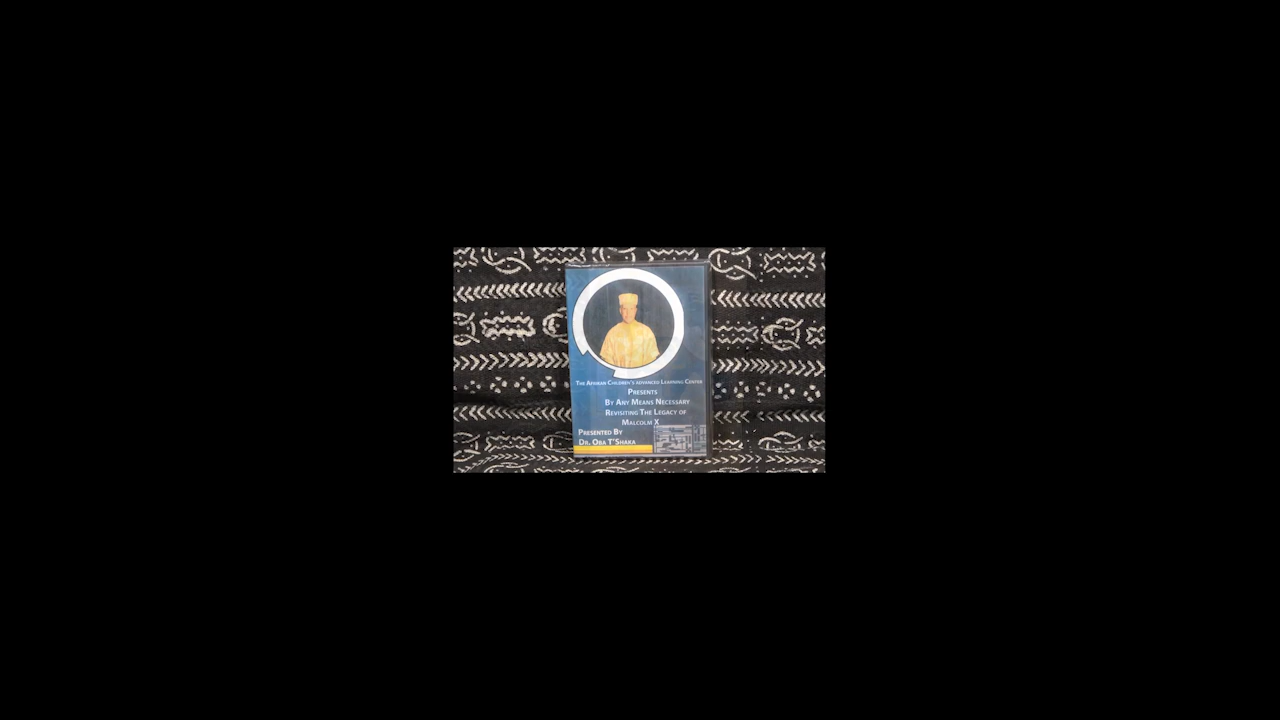 The Afrikan Children's Advanced Learning Center
Presents
By Any Means Necessary
Revisiting The Legacy of
Malcolm X
Presented By
Dr. Oba T'Shaka